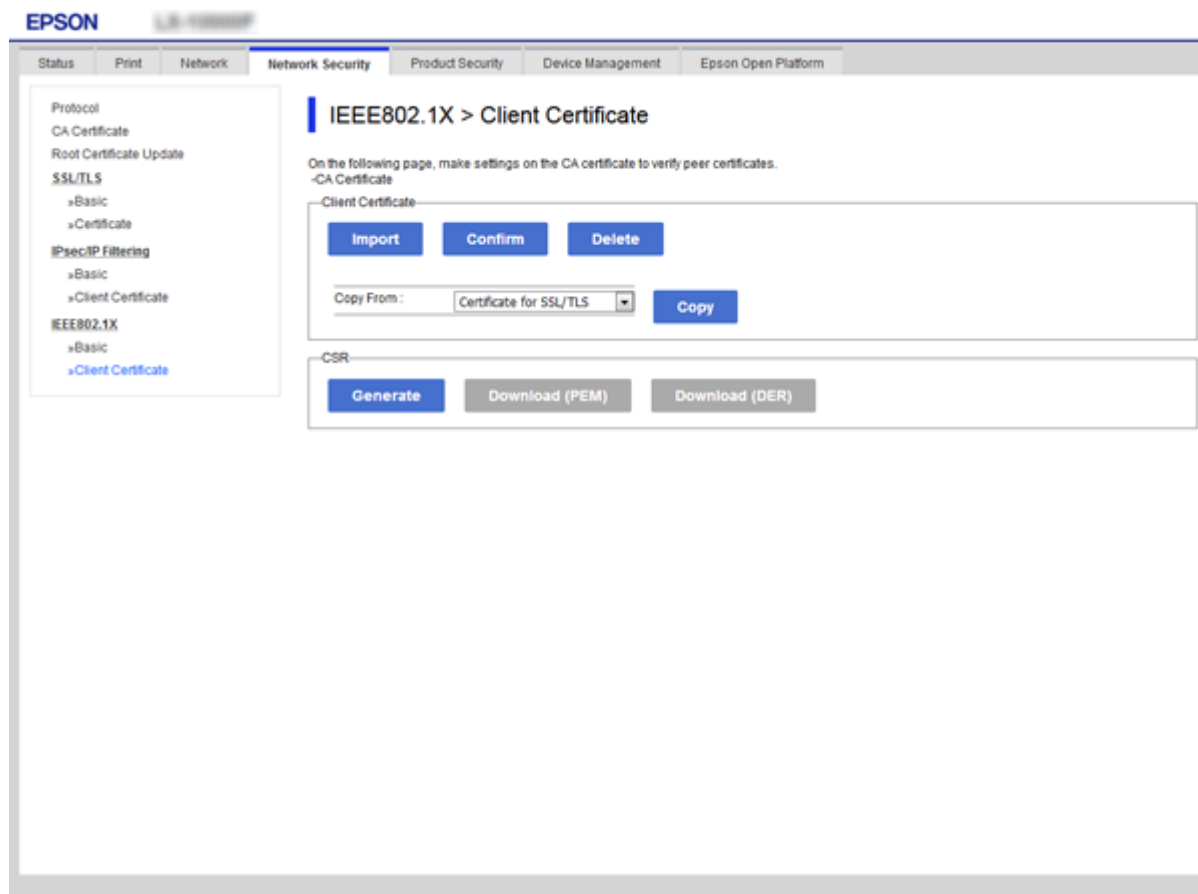 EPSON
Status Print Network Network Security Product Security Device Management Epson Open Platform
Protocol
CA Certificate
Root Certificate Update
SSL/TLS
»Basic
»Certificate
IPsec/IP Filtering
»Basic
»Client Certificate
IEEE802.1X
»Basic
»Client Certificate
IEEE802.1X > Client Certificate
On the following page, make settings on the CA certificate to verify peer certificates.
-CA Certificate
Client Certificate
Import Confirm Delete
Copy From : Certificate for SSL/TLS Copy
CSR
Generate Download (PEM) Download (DER)